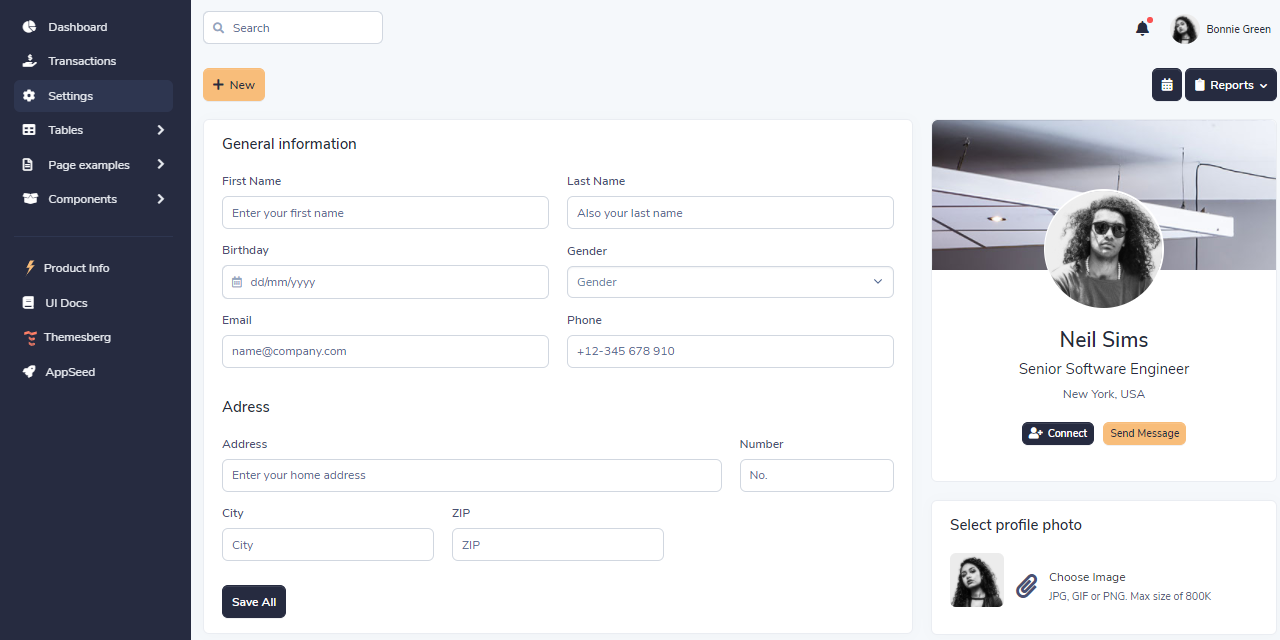 Dashboard
Transactions
Settings
Tables
Page examples
Components
Product Info
UI Docs
Themesberg
AppSeed
Search
Bonnie Green
New
Reports
General information
First Name
Last Name
Enter your first name
Also your last name
Birthday
Gender
dd/mm/yyyy
Gender
Email
Phone
name@company.com
+12-345 678 910
Adress
Address
Number
Enter your home address
No.
City
ZIP
City
ZIP
Save All
Neil Sims
Senior Software Engineer
New York, USA
Connect
Send Message
Select profile photo
Choose Image
JPG, GIF or PNG. Max size of 800K